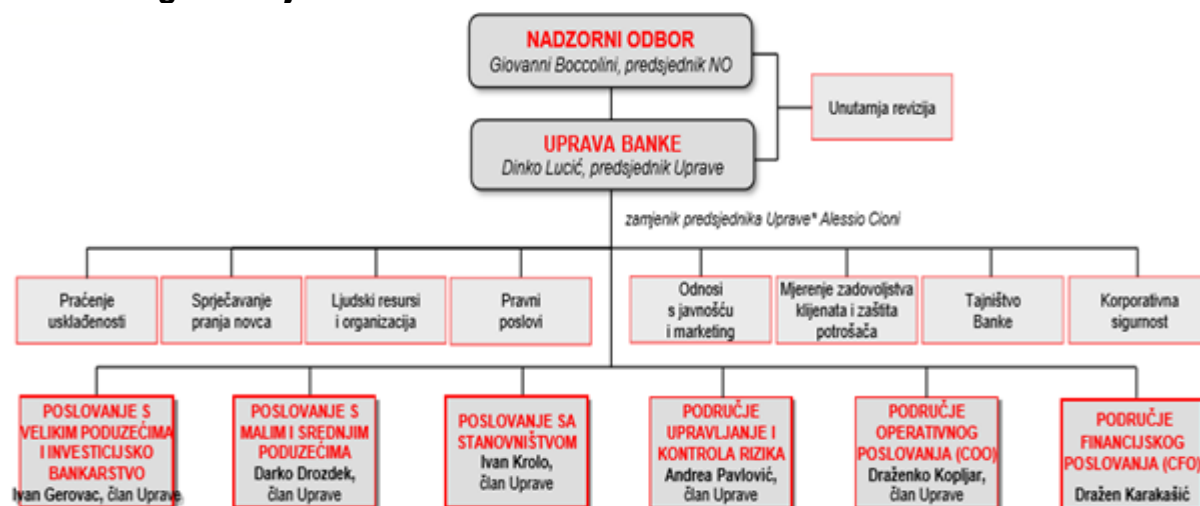 NADZORNI ODBOR
Giovanni Boccolini, predsjednik NO
Unutarnja revizija
UPRAVA BANKE
Dinko Lucić, predsjednik Uprave
zamjenik predsjednika Uprave* Alessio Cioni
Praćenje
usklađenosti
Sprječavanje
pranja novca
Ljudski resursi
i organizacija
Pravni
poslovi
Odnosi
s javnošću
i marketing
Mjerenje zadovoljstva
klijenata i zaštita
potrošača
Tajništvo
Banke
Korporativna
sigurnost
POSLOVANJE S
VELIKIM PODUZEĆIMA
I INVESTICIJSKO
BANKARSTVO
Ivan Gerovac, član Uprave
POSLOVANJE S
MALIM I SREDNJIM
PODUZEĆIMA
Darko Drozdek,
član Uprave
POSLOVANJE SA
STANOVNIŠTVOM
Ivan Krolo,
član Uprave
PODRUČJE
UPRAVLJANJE I
KONTROLA RIZIKA
Andrea Pavlović,
član Uprave
PODRUČJE
OPERATIVNOG
POSLOVANJA (COO)
Draženko Kopljar,
član Uprave
PODRUČJE
FINANCIJSKOG
POSLOVANJA (CFO)
Dražen Karakašić